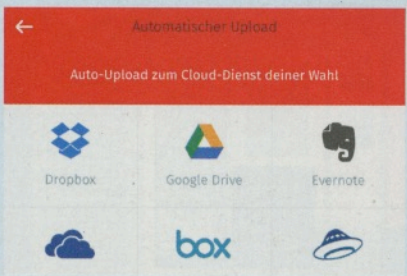 Automatischer Upload
Auto-Upload zum Cloud-Dienst deiner Wahl
Dropbox
Google Drive
Evernote
box